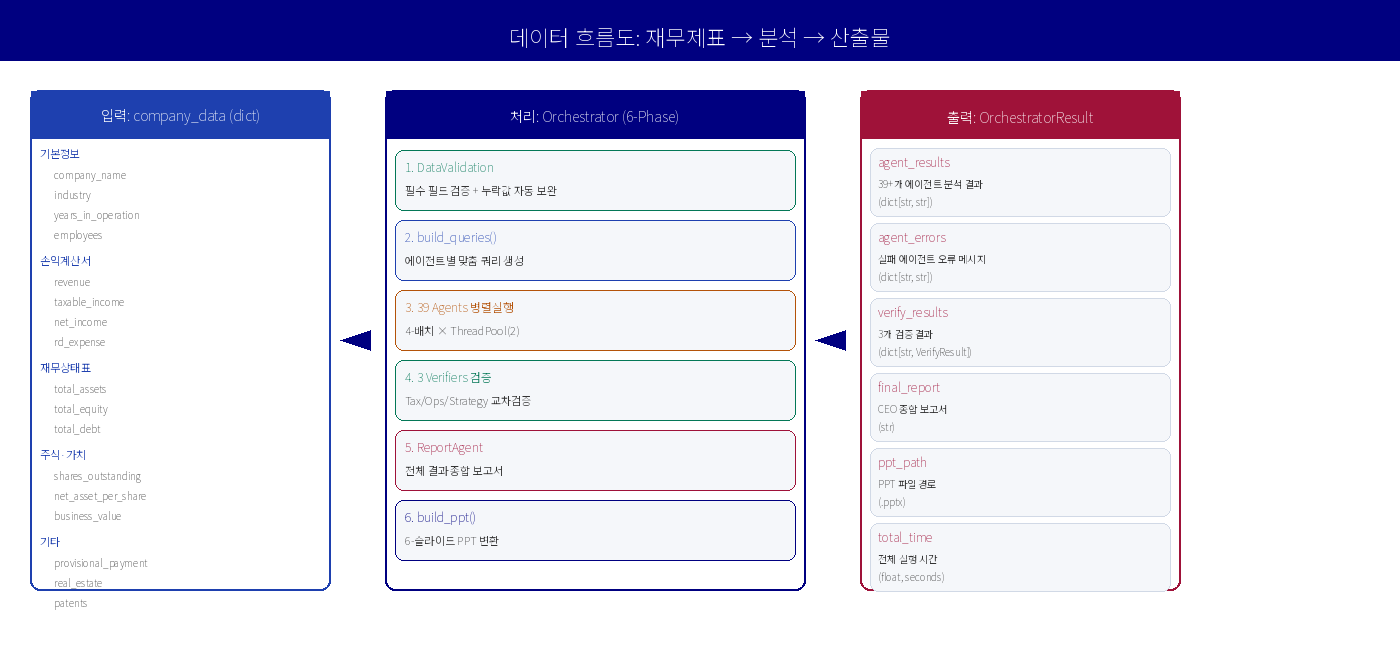 데이터 흐름도: 재무제표 → 분석 → 산출물
입력: company_data (dict)
기본정보
company_name
industry
years_in_operation
employees
손익계산서
revenue
taxable_income
net_income
rd_expense
재무상태표
total_assets
total_equity
total_debt
주식·가치
shares_outstanding
net_asset_per_share
business_value
기타
provisional_payment
real_estate
patents
처리: Orchestrator (6-Phase)
1. DataValidation
필수 필드 검증 + 누락값 자동 보완
2. build_queries()
에이전트별 맞춤 쿼리 생성
3. 39 Agents 병렬실행
4-배치 × ThreadPool(2)
4. 3 Verifiers 검증
Tax/Ops/Strategy 교차검증
5. ReportAgent
전체 결과 종합 보고서
6. build_ppt()
6-슬라이드 PPT 변환
출력: OrchestratorResult
agent_results
39+개 에이전트 분석 결과
(dict[str, str])
agent_errors
실패 에이전트 오류 메시지
(dict[str, str])
verify_results
3개 검증 결과
(dict[str, VerifyResult])
final_report
CEO 종합 보고서
(str)
ppt_path
PPT 파일 경로
(.pptx)
total_time
전체 실행 시간
(float, seconds)